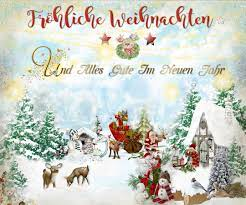 Fröhliche Weihnachten
Und Alles Gute Im Neuen Jahr